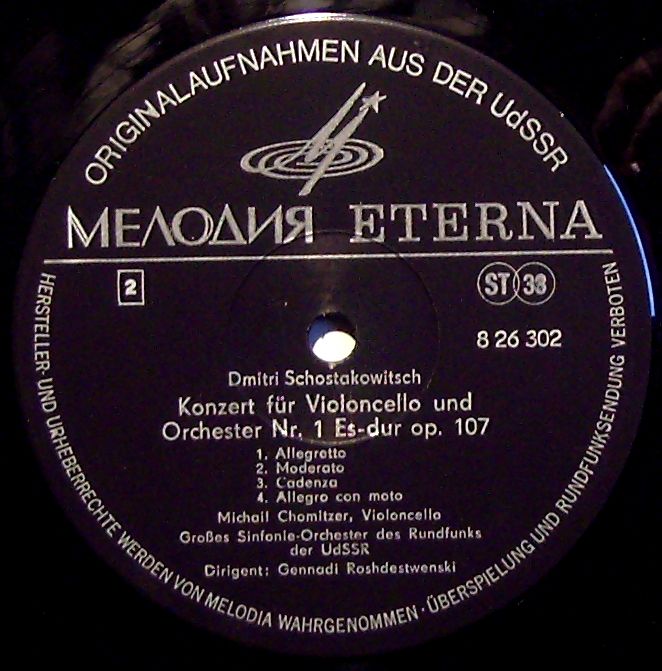 ORIGINALAUFNAHMEN AUS DER UdSSR
МЕЛОДИЯ ETERNA
2
ST 33
8 26 302
Dmitri Schostakowitsch
Konzert für Violoncello und
Orchester Nr. 1 Es-dur op. 107
1. Allegretto
2. Moderato
3. Cadenza
4. Allegro con moto
Michail Chomitzer, Violoncello
Großes Sinfonie-Orchester des Rundfunks
der UdSSR
Dirigent: Gennadi Roshdestwenski
HERSTELLER- UND URHEBERRECHTE WERDEN VON MELODIA WAHRGENOMMEN · ÜBERSPIELUNG UND RUNDFUNKSENDUNG VERBOTEN